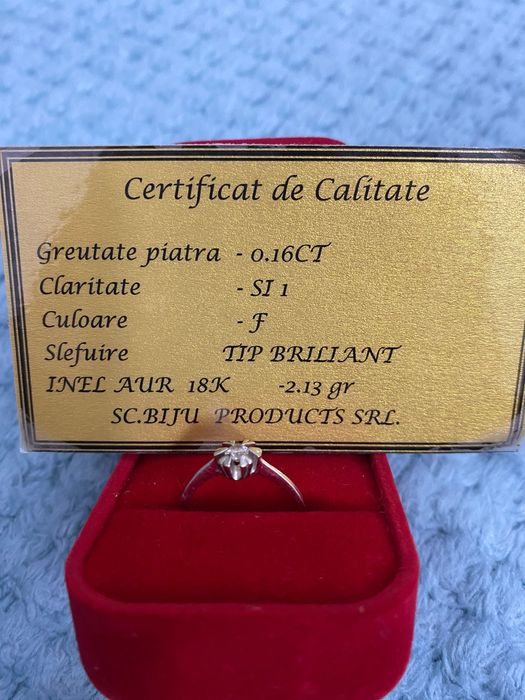 Certificat de Calitate
Greutate piatra - 0.16CT
Claritate - SI 1
Culoare - F
Slefuire TIP BRILIANT
INEL AUR 18K -2.13 gr
SC.BIJU PRODUCTS SRL.